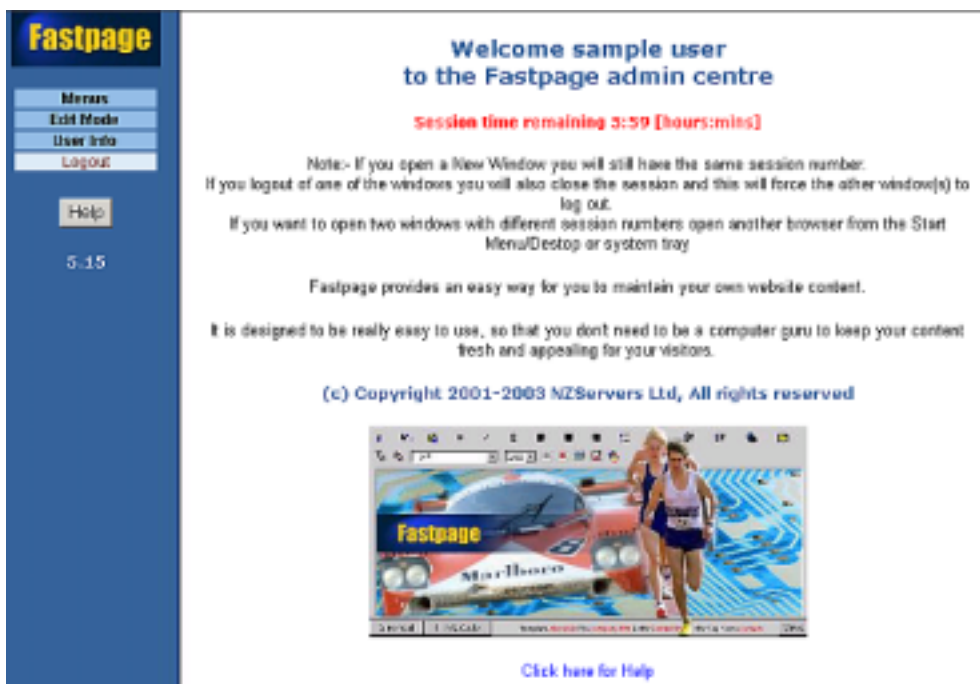 Fastpage
Menus
Edit Mode
User Info
Logout
Help
5.15
Welcome sample user
to the Fastpage admin centre
Session time remaining 3:59 [hours:mins]
Note:- If you open a New Window you will still have the same session number.
If you logout of one of the windows you will also close the session and this will force the other window(s) to
log out.
If you want to open two windows with different session numbers open another browser from the Start
Menu/Destop or system tray
Fastpage provides an easy way for you to maintain your own website content.
It is designed to be really easy to use, so that you don't need to be a computer guru to keep your content
fresh and appealing for your visitors.
(c) Copyright 2001-2003 NZServers Ltd, All rights reserved
Fastpage
8
Marlboro
Click here for Help